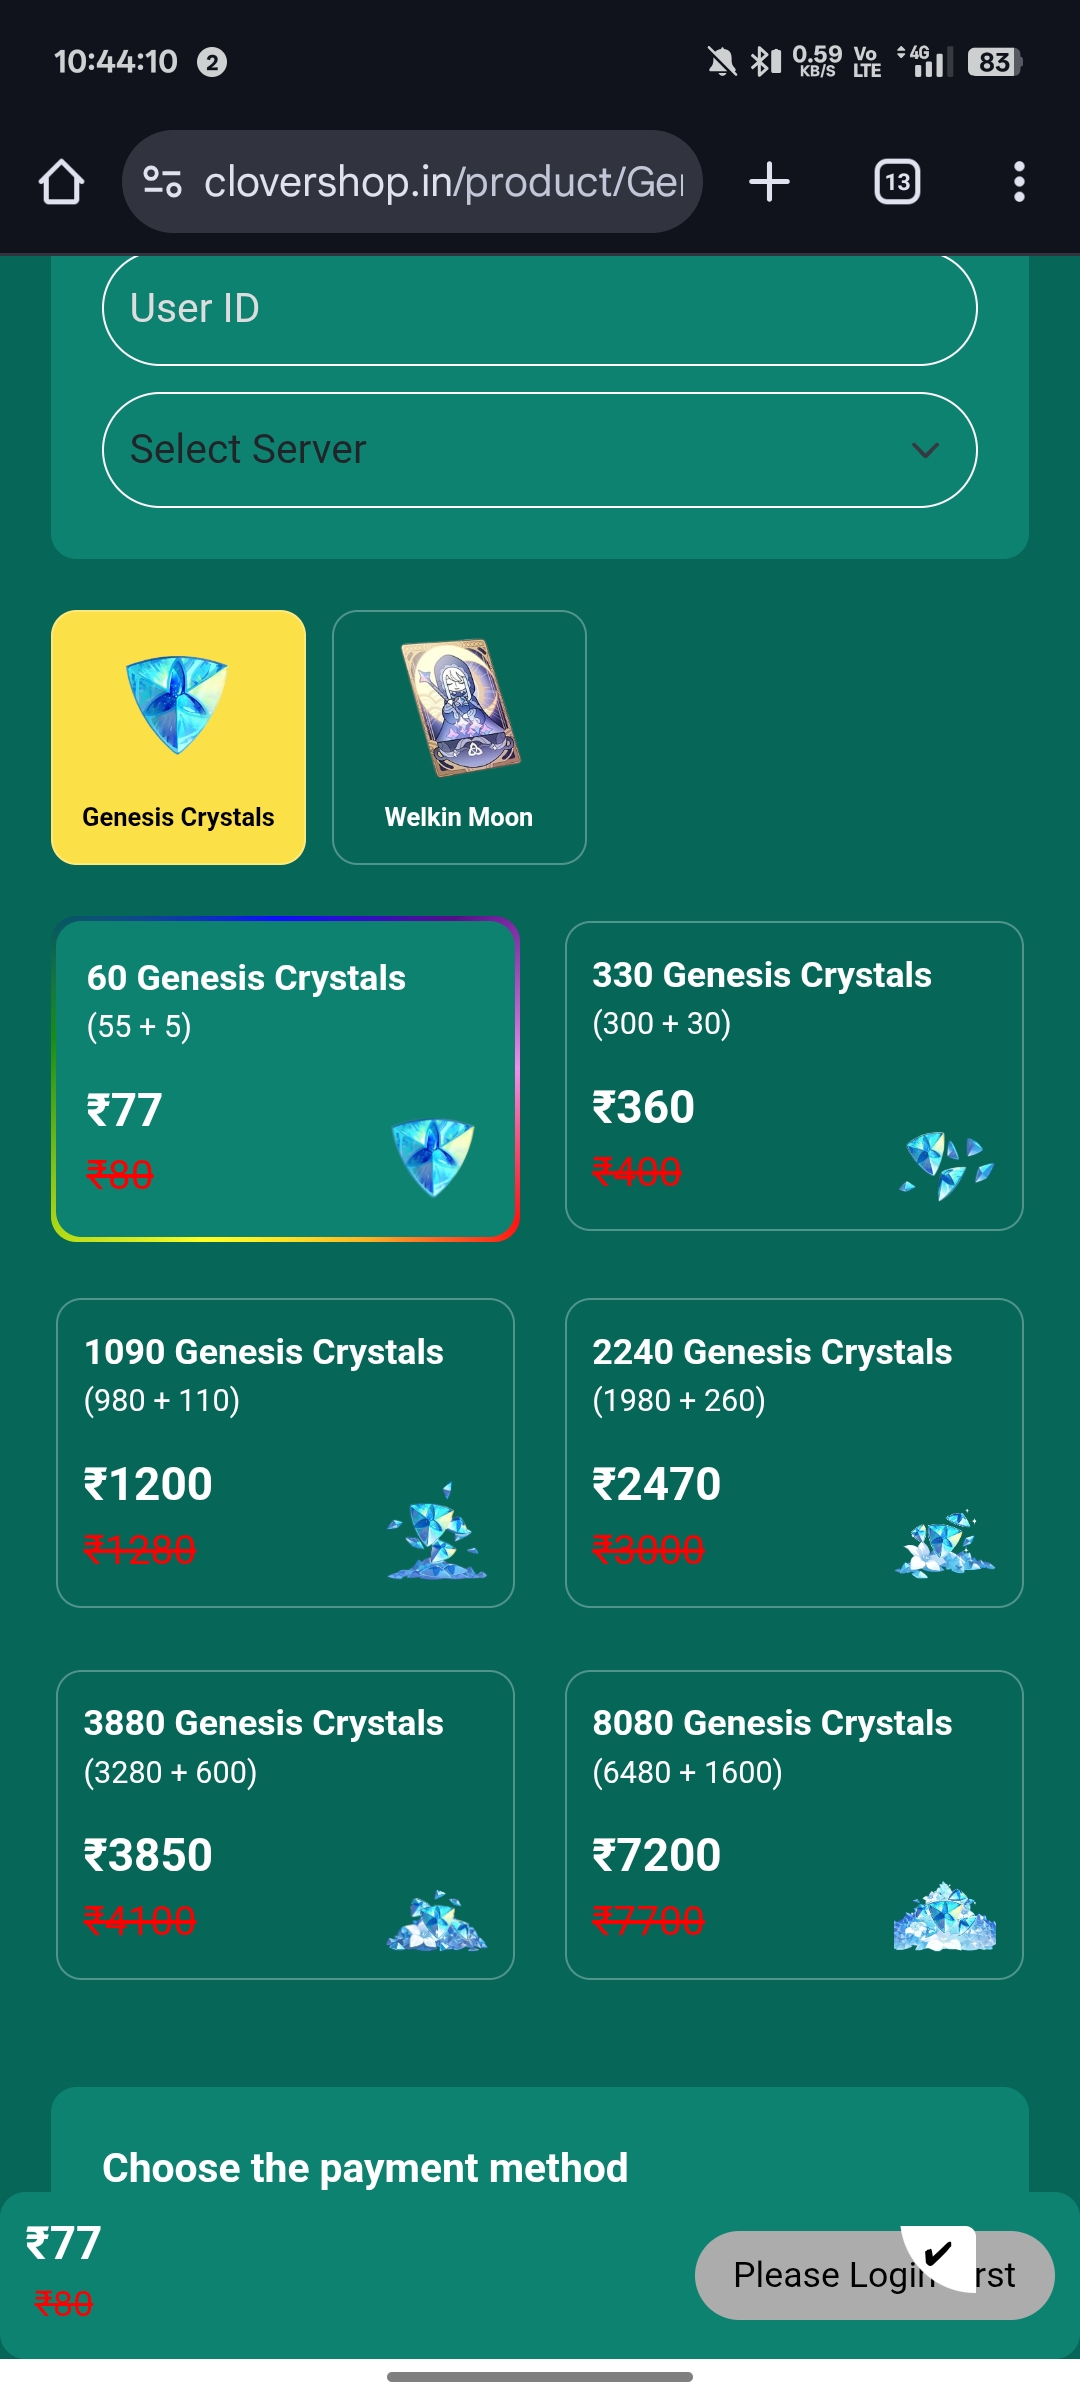 10:44:10 2 0.59 KB/S Vo LTE 4G 83
clovershop.in/product/Ge
13
User ID
Select Server
Genesis Crystals
Welkin Moon
60 Genesis Crystals
(55 + 5)
₹77
₹80
330 Genesis Crystals
(300 + 30)
₹360
₹400
1090 Genesis Crystals
(980 + 110)
₹1200
₹1280
2240 Genesis Crystals
(1980 + 260)
₹2470
₹3000
3880 Genesis Crystals
(3280 + 600)
₹3850
₹4100
8080 Genesis Crystals
(6480 + 1600)
₹7200
₹7700
Choose the payment method
₹77
₹80
Please Login rst